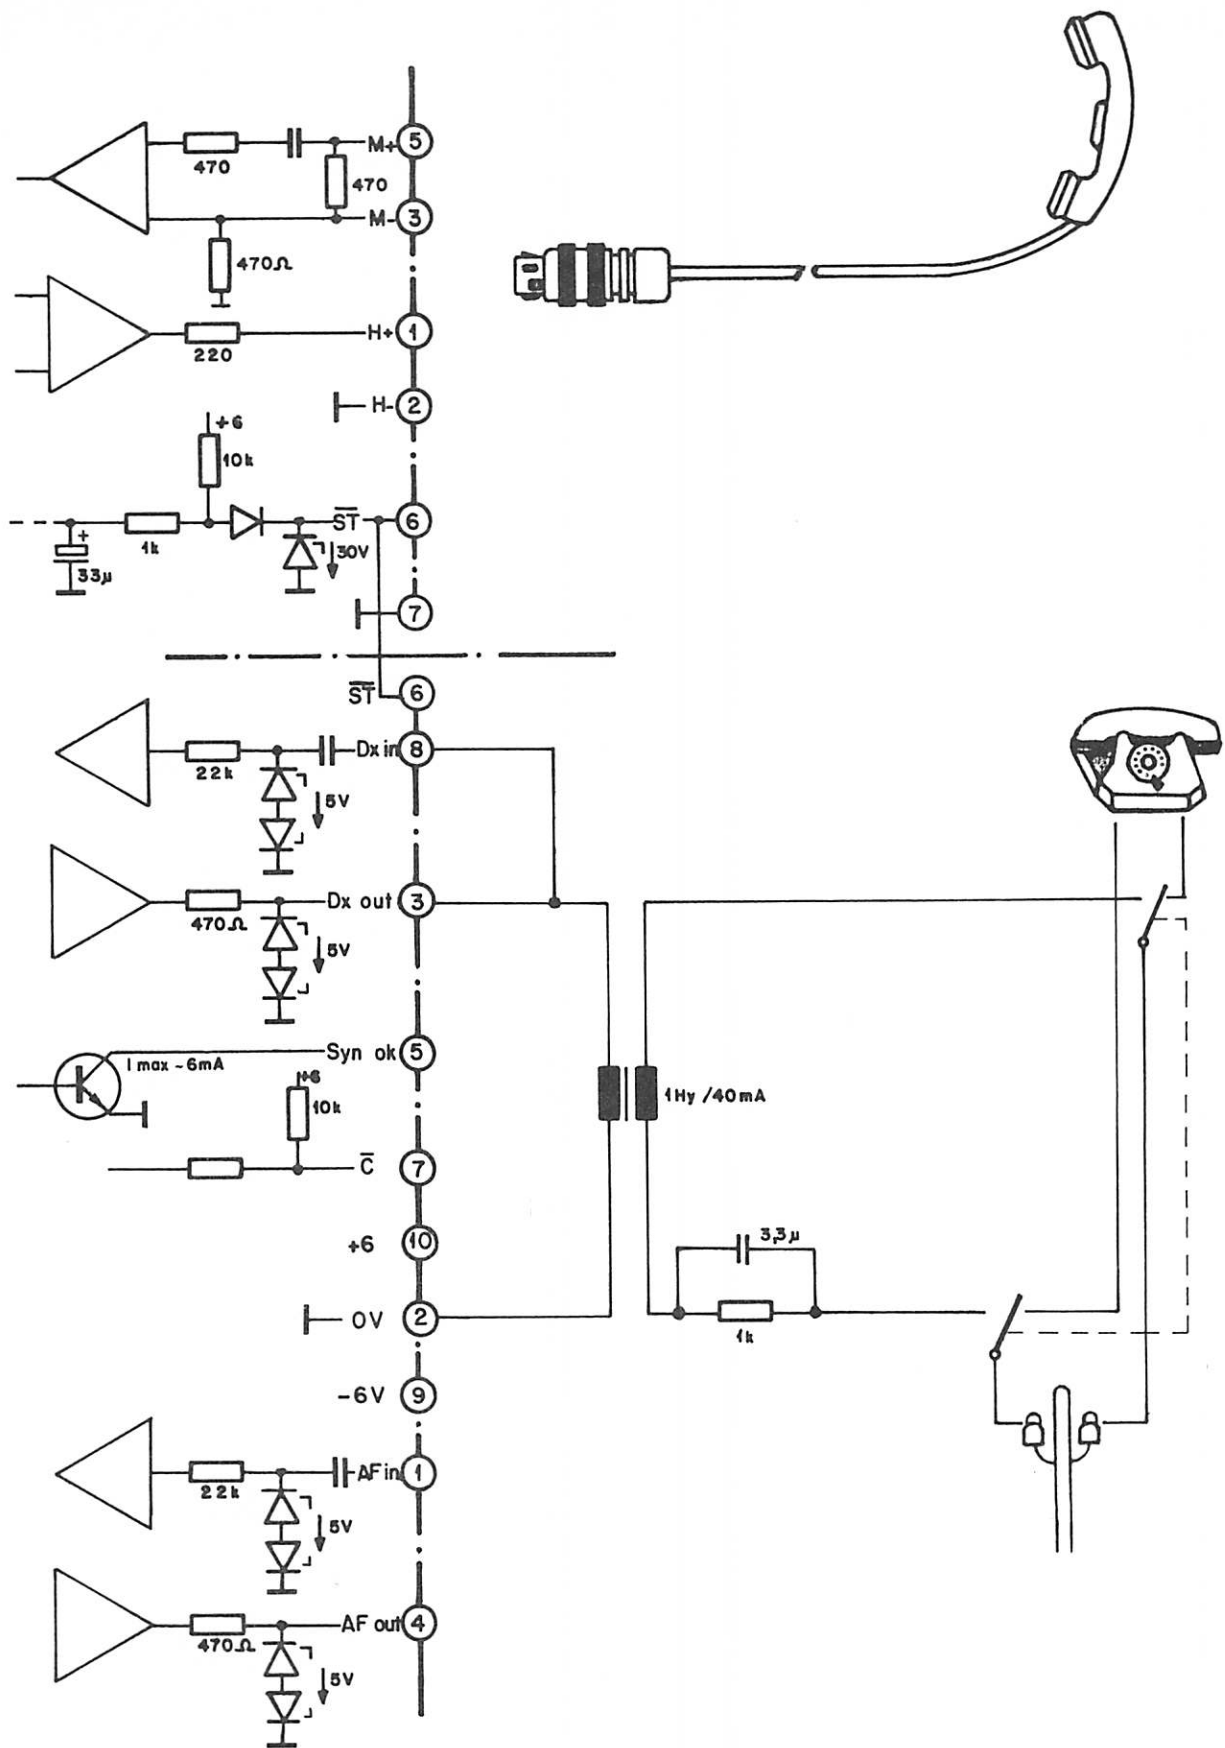 M+ 5
470
470
M- 3
470Ω
H+ 1
220
H- 2
+6
10k
S̅T̅ 6
+
1k
30V
33µ
7
S̅T̅ 6
Dx in 8
22k
5V
Dx out 3
470Ω
5V
Syn ok 5
I max ~6mA
+6
10k
1Hy /40mA
C̅ 7
+6 10
3,3µ
0V 2
1k
-6V 9
AF in 1
22k
5V
AF out 4
470Ω
5V